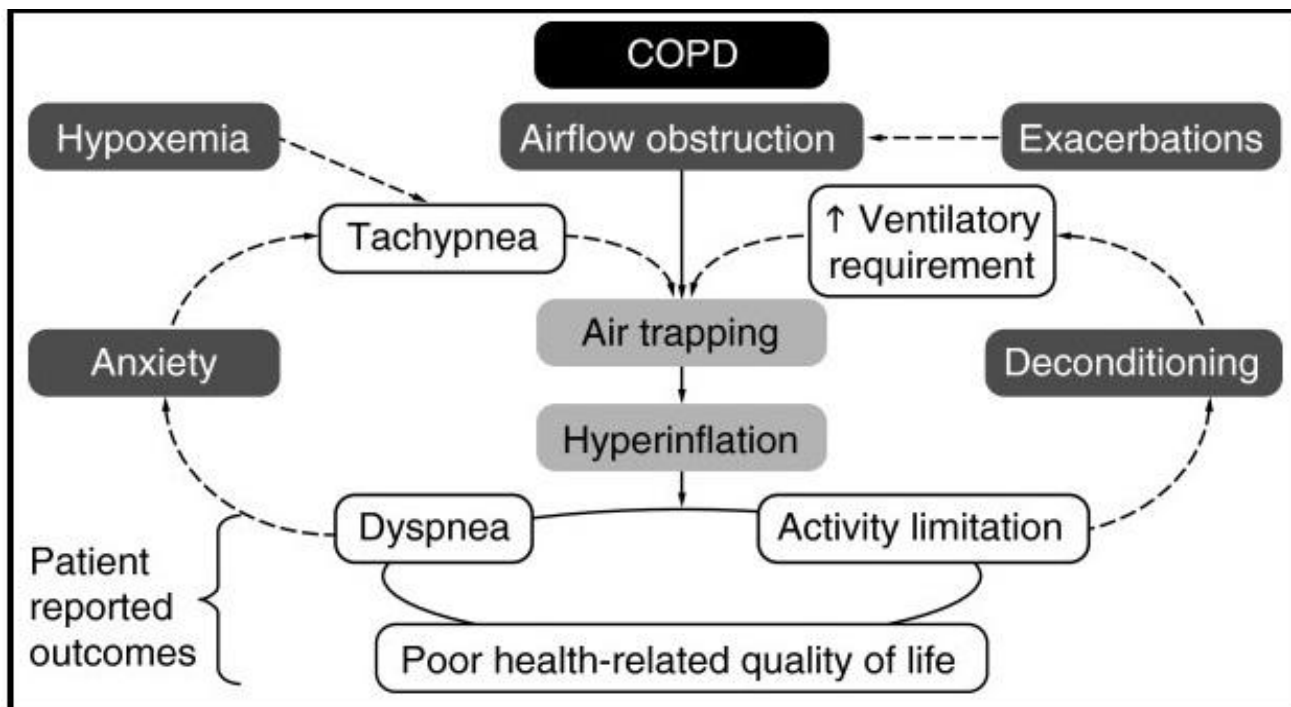 COPD
Hypoxemia
Airflow obstruction
Exacerbations
Tachypnea
↑ Ventilatory
requirement
Air trapping
Anxiety
Deconditioning
Hyperinflation
Dyspnea
Activity limitation
Patient
reported
outcomes
Poor health-related quality of life